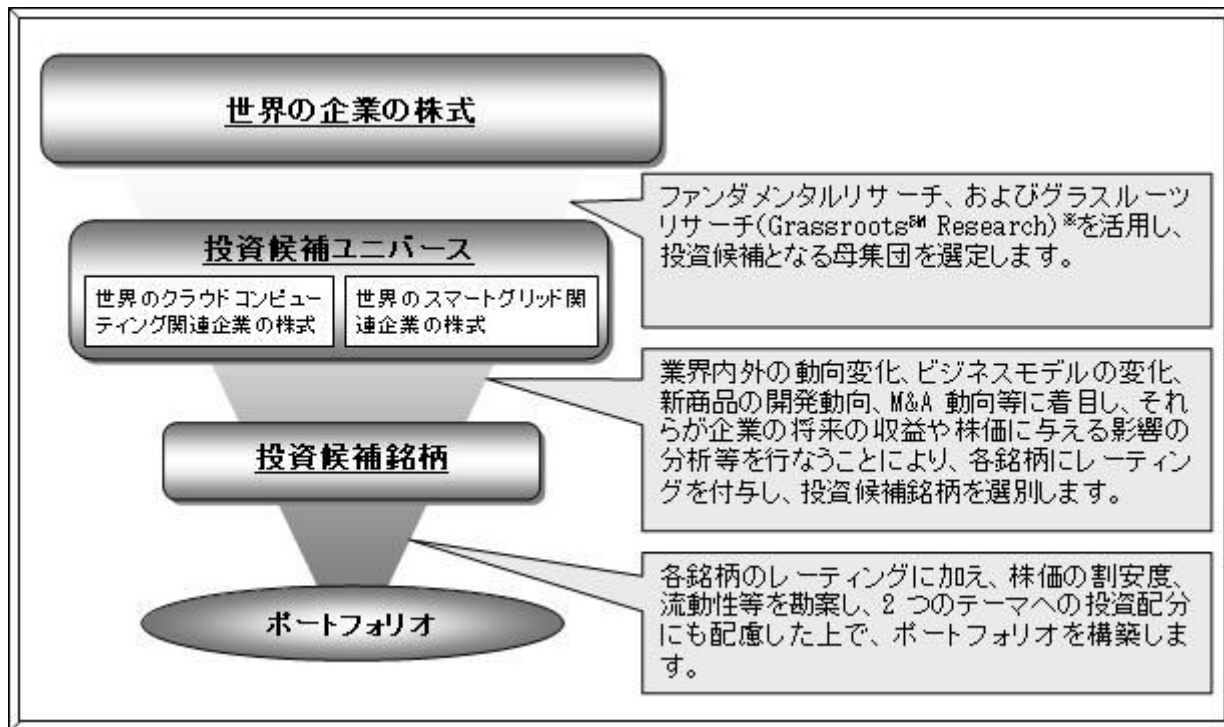 世界の企業の株式
ファンダメンタルリサーチ、およびグラスルーツ
リサーチ(Grassroots℠ Research)※を活用し、
投資候補となる母集団を選定します。
投資候補ユニバース
世界のクラウドコンピュー
ティング関連企業の株式
世界のスマートグリッド関
連企業の株式
業界内外の動向変化、ビジネスモデルの変化、
新商品の開発動向、M&A 動向等に着目し、それ
らが企業の将来の収益や株価に与える影響の
分析等を行なうことにより、各銘柄にレーティン
グを付与し、投資候補銘柄を選別します。
投資候補銘柄
各銘柄のレーティングに加え、株価の割安度、
流動性等を勘案し、2 つのテーマへの投資配分
にも配慮した上で、ポートフォリオを構築しま
す。
ポートフォリオ